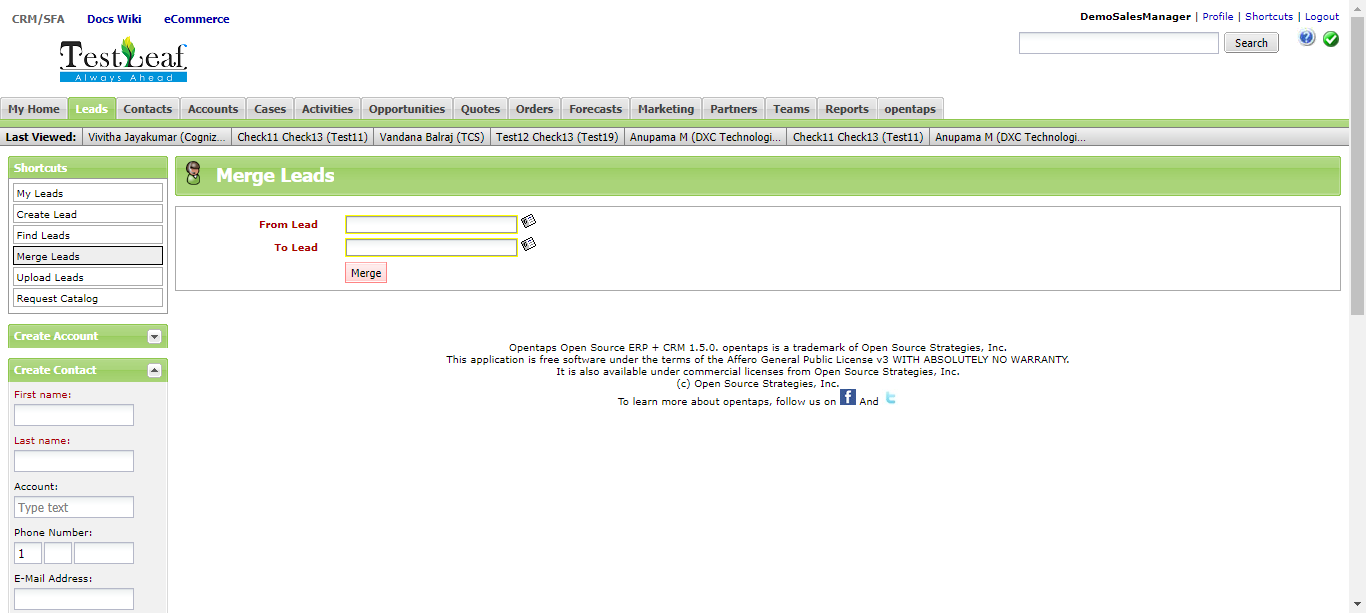 CRM/SFA Docs Wiki eCommerce
DemoSalesManager | Profile | Shortcuts | Logout
TestLeaf
Always Ahead
Search
My Home Leads Contacts Accounts Cases Activities Opportunities Quotes Orders Forecasts Marketing Partners Teams Reports opentaps
Last Viewed: Vivitha Jayakumar (Cogniz... Check11 Check13 (Test11) Vandana Balraj (TCS) Test12 Check13 (Test19) Anupama M (DXC Technologi... Check11 Check13 (Test11) Anupama M (DXC Technologi...
Shortcuts
My Leads
Create Lead
Find Leads
Merge Leads
Upload Leads
Request Catalog
Create Account
Create Contact
First name:
Last name:
Account:
Type text
Phone Number:
1
E-Mail Address:
Merge Leads
From Lead
To Lead
Merge
Opentaps Open Source ERP + CRM 1.5.0. opentaps is a trademark of Open Source Strategies, Inc.
This application is free software under the terms of the Affero General Public License v3 WITH ABSOLUTELY NO WARRANTY.
It is also available under commercial licenses from Open Source Strategies, Inc.
(c) Open Source Strategies, Inc.
To learn more about opentaps, follow us on f And t